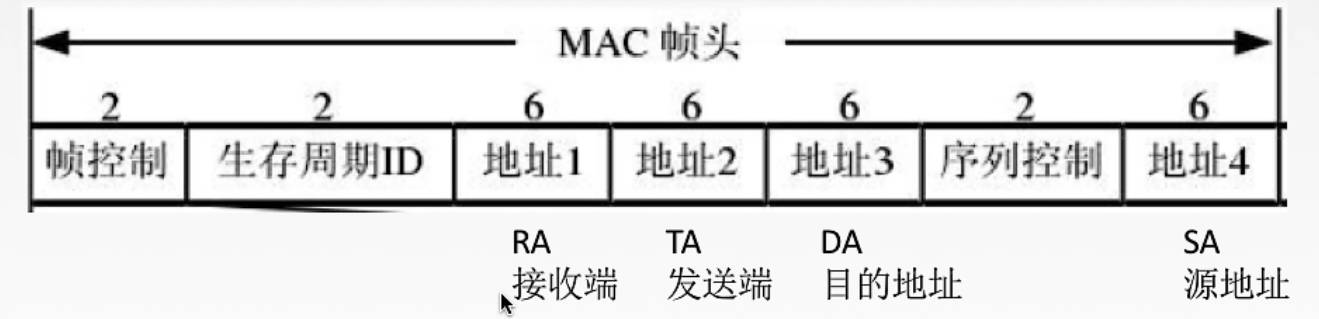 MAC 帧头
2 2 6 6 6 2 6
帧控制 生存周期ID 地址1 地址2 地址3 序列控制 地址4
RA TA DA SA
接收端 发送端 目的地址 源地址